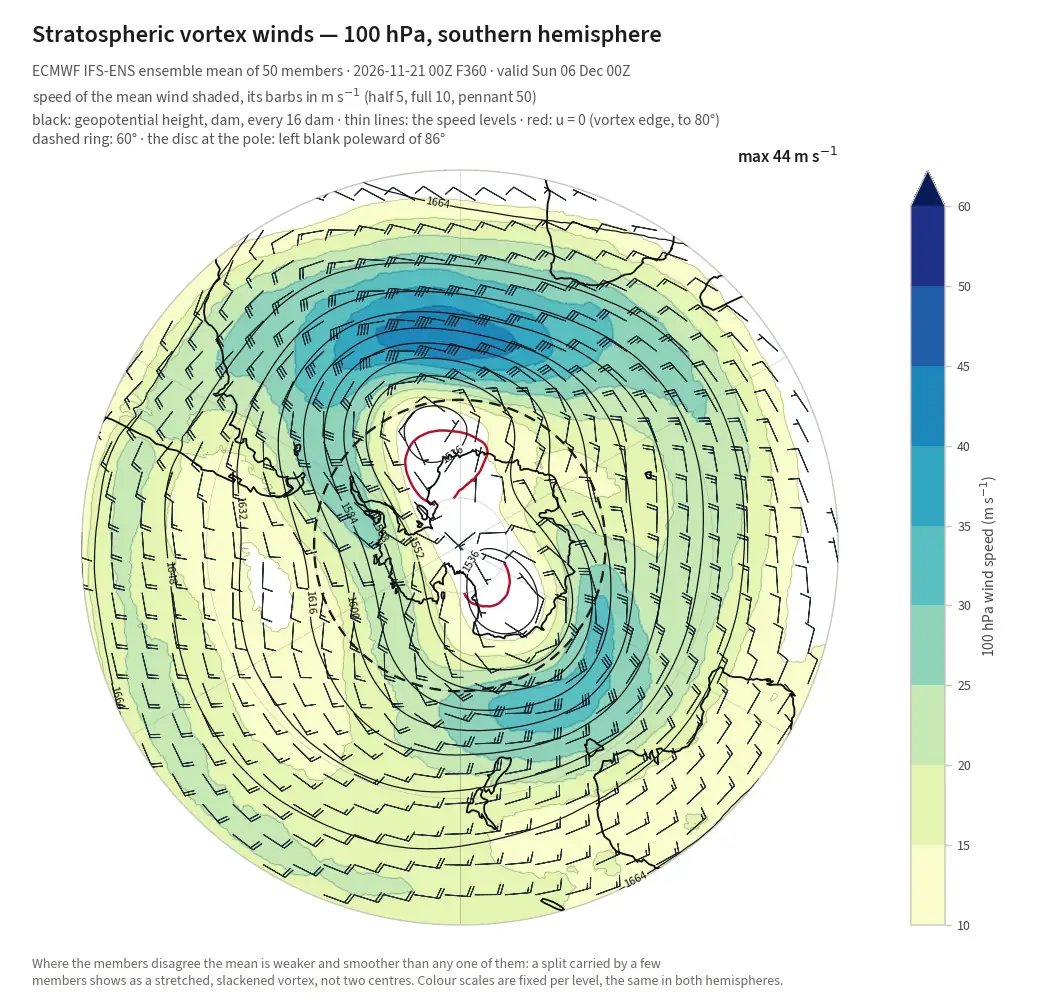 Stratospheric vortex winds — 100 hPa, southern hemisphere
ECMWF IFS-ENS ensemble mean of 50 members · 2026-11-21 00Z F360 · valid Sun 06 Dec 00Z
speed of the mean wind shaded, its barbs in m s⁻¹ (half 5, full 10, pennant 50)
black: geopotential height, dam, every 16 dam · thin lines: the speed levels · red: u = 0 (vortex edge, to 80°)
dashed ring: 60° · the disc at the pole: left blank poleward of 86°
max 44 m s⁻¹
1664
60
50
45
40
35
30
25
20
15
10
100 hPa wind speed (m s⁻¹)
1536
1632
1584
1552
1536
1648
1616
1600
1664
1664
Where the members disagree the mean is weaker and smoother than any one of them: a split carried by a few
members shows as a stretched, slackened vortex, not two centres. Colour scales are fixed per level, the same in both hemispheres.